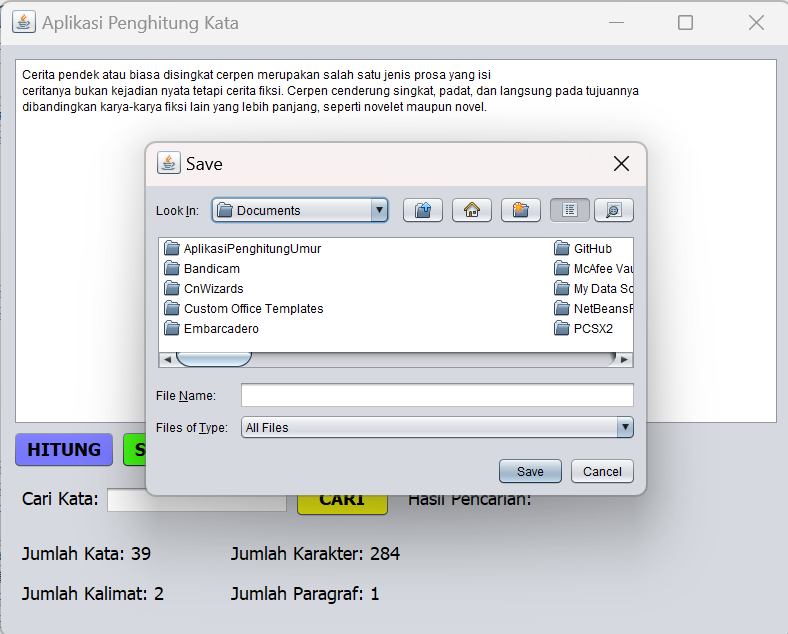 Aplikasi Penghitung Kata
Cerita pendek atau biasa disingkat cerpen merupakan salah satu jenis prosa yang isi
ceritanya bukan kejadian nyata tetapi cerita fiksi. Cerpen cenderung singkat, padat, dan langsung pada tujuannya
dibandingkan karya-karya fiksi lain yang lebih panjang, seperti novelet maupun novel.
Save
Look In: Documents
AplikasiPenghitungUmur
Bandicam
CnWizards
Custom Office Templates
Embarcadero
GitHub
McAfee Vau
My Data So
NetBeansP
PCSX2
File Name:
Files of Type: All Files
Save Cancel
HITUNG S
Cari Kata: CARI Hasil Pencarian:
Jumlah Kata: 39 Jumlah Karakter: 284
Jumlah Kalimat: 2 Jumlah Paragraf: 1